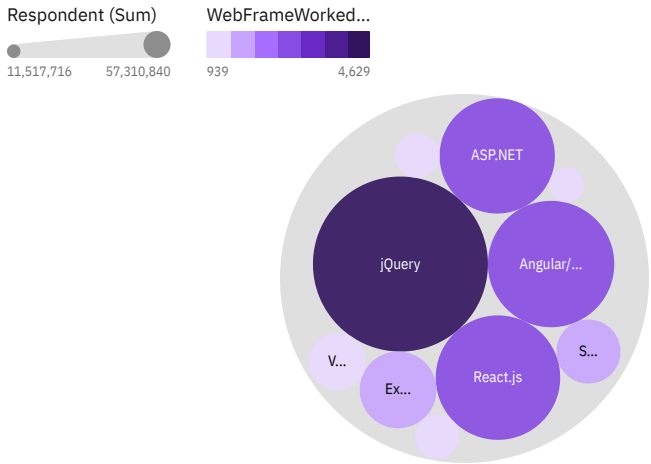 Respondent (Sum)
WebFrameWorked...
11,517,716
57,310,840
939
4,629
ASP.NET
jQuery
Angular/...
V...
S...
Ex...
React.js